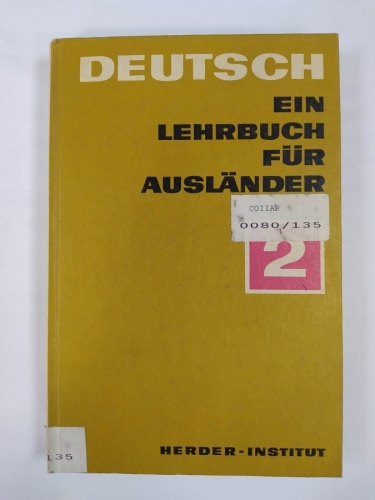 DEUTSCH
EIN
LEHRBUCH
FÜR
AUSLÄNDER
COIIAR
0080/135
2
135
HERDER-INSTITUT